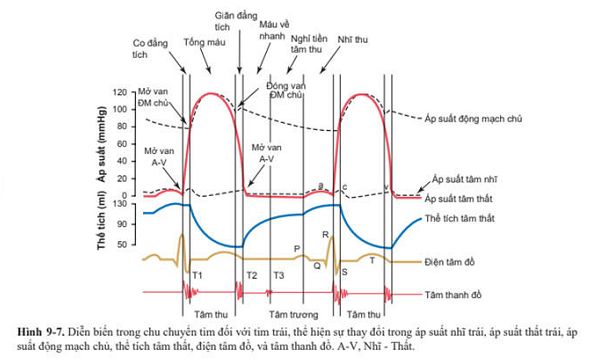 Giãn đẳng
tích
Máu về
nhanh
Nghỉ tiền
tâm thu
Nhĩ thu
Co đẳng
tích
Tống máu
Mở van
ĐM chủ
Đóng van
ĐM chủ
Mở van
A-V
Mở van
A-V
Áp suất (mmHg)
120
100
80
60
40
20
0
Thể tích (ml)
130
90
50
a
c
v
Áp suất động mạch chủ
Áp suất tâm nhĩ
Áp suất tâm thất
Thể tích tâm thất
R
P
Q
S
T
Điện tâm đồ
T1
T2
T3
Tâm thanh đồ
Tâm thu
Tâm trương
Tâm thu
Hình 9-7. Diễn biến trong chu chuyển tim đối với tim trái, thể hiện sự thay đổi trong áp suất nhĩ trái, áp suất thất trái, áp
suất động mạch chủ, thể tích tâm thất, điện tâm đồ, và tâm thanh đồ. A-V, Nhĩ - Thất.